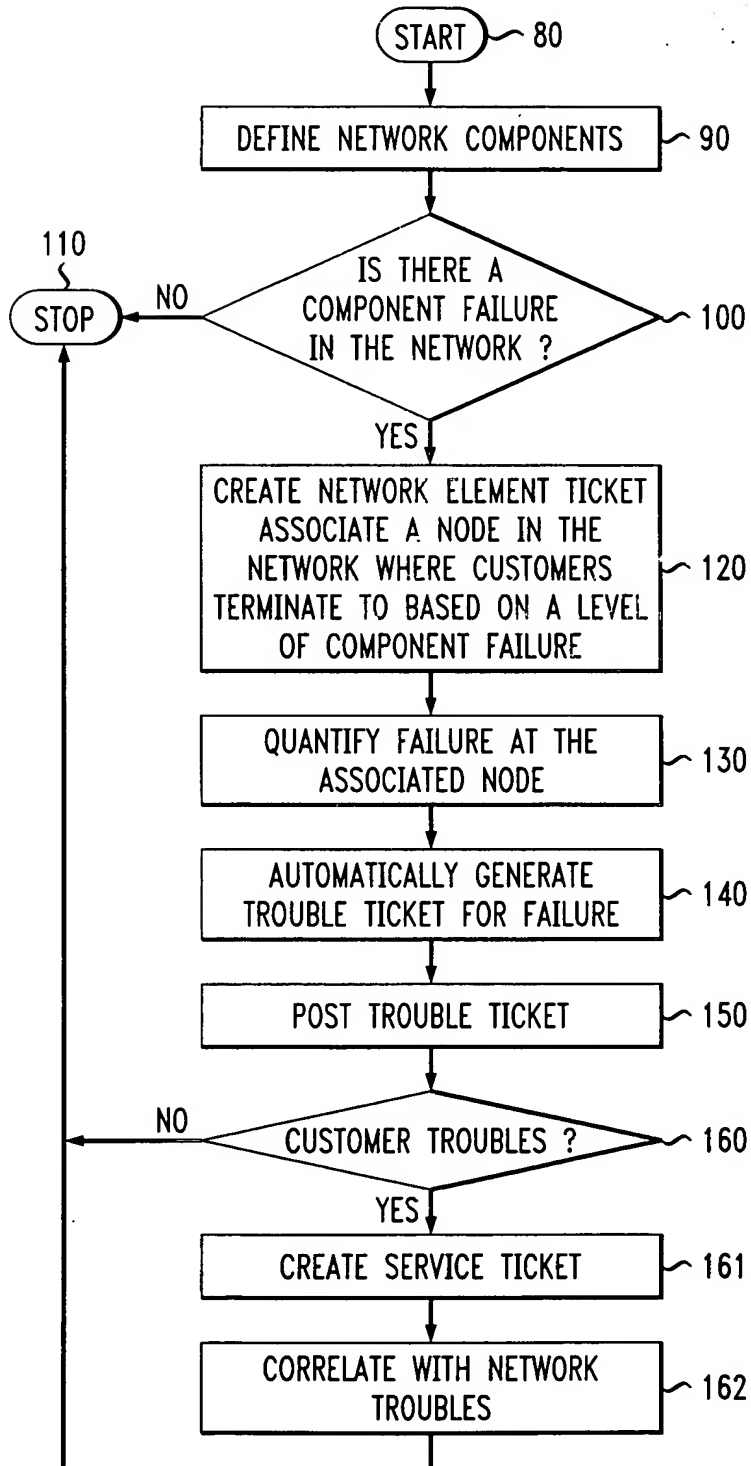 START
80
DEFINE NETWORK COMPONENTS
90
110
STOP
NO
IS THERE A
COMPONENT FAILURE
IN THE NETWORK ?
100
YES
CREATE NETWORK ELEMENT TICKET
ASSOCIATE A NODE IN THE
NETWORK WHERE CUSTOMERS
TERMINATE TO BASED ON A LEVEL
OF COMPONENT FAILURE
120
QUANTIFY FAILURE AT THE
ASSOCIATED NODE
130
AUTOMATICALLY GENERATE
TROUBLE TICKET FOR FAILURE
140
POST TROUBLE TICKET
150
NO
CUSTOMER TROUBLES ?
160
YES
CREATE SERVICE TICKET
161
CORRELATE WITH NETWORK
TROUBLES
162